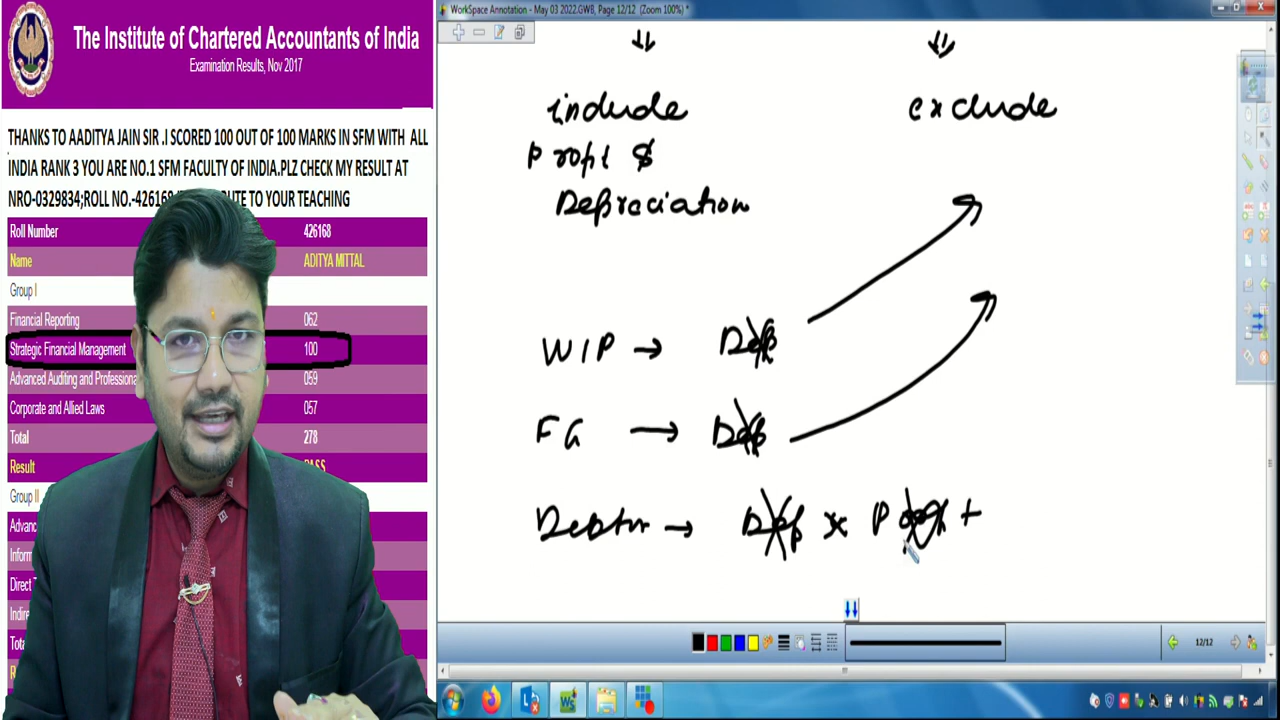 The Institute of Chartered Accountants of India
Examination Results, Nov 2017
THANKS TO AADITYA JAIN SIR .I SCORED 100 OUT OF 100 MARKS IN SFM WITH ALL
INDIA RANK 3 YOU ARE NO.1 SFM FACULTY OF INDIA.PLZ CHECK MY RESULT AT
NRO-0329834;ROLL NO.-426168 TO YOUR TEACHING
Roll Number 426168
Name ADITYA MITTAL
Group I
Financial Reporting 062
Strategic Financial Management 100
Advanced Auditing and 059
Corporate and Allied Laws 057
Total 278
Result
Group II
WorkSpace Annotation - May 03 2022.GWB, Page 12/12 (Zoom 100%) *
include exclude
Profit &
Depreciation
WIP → Dep
FG → Dep
Debtor → Dep x Profit +
12/12